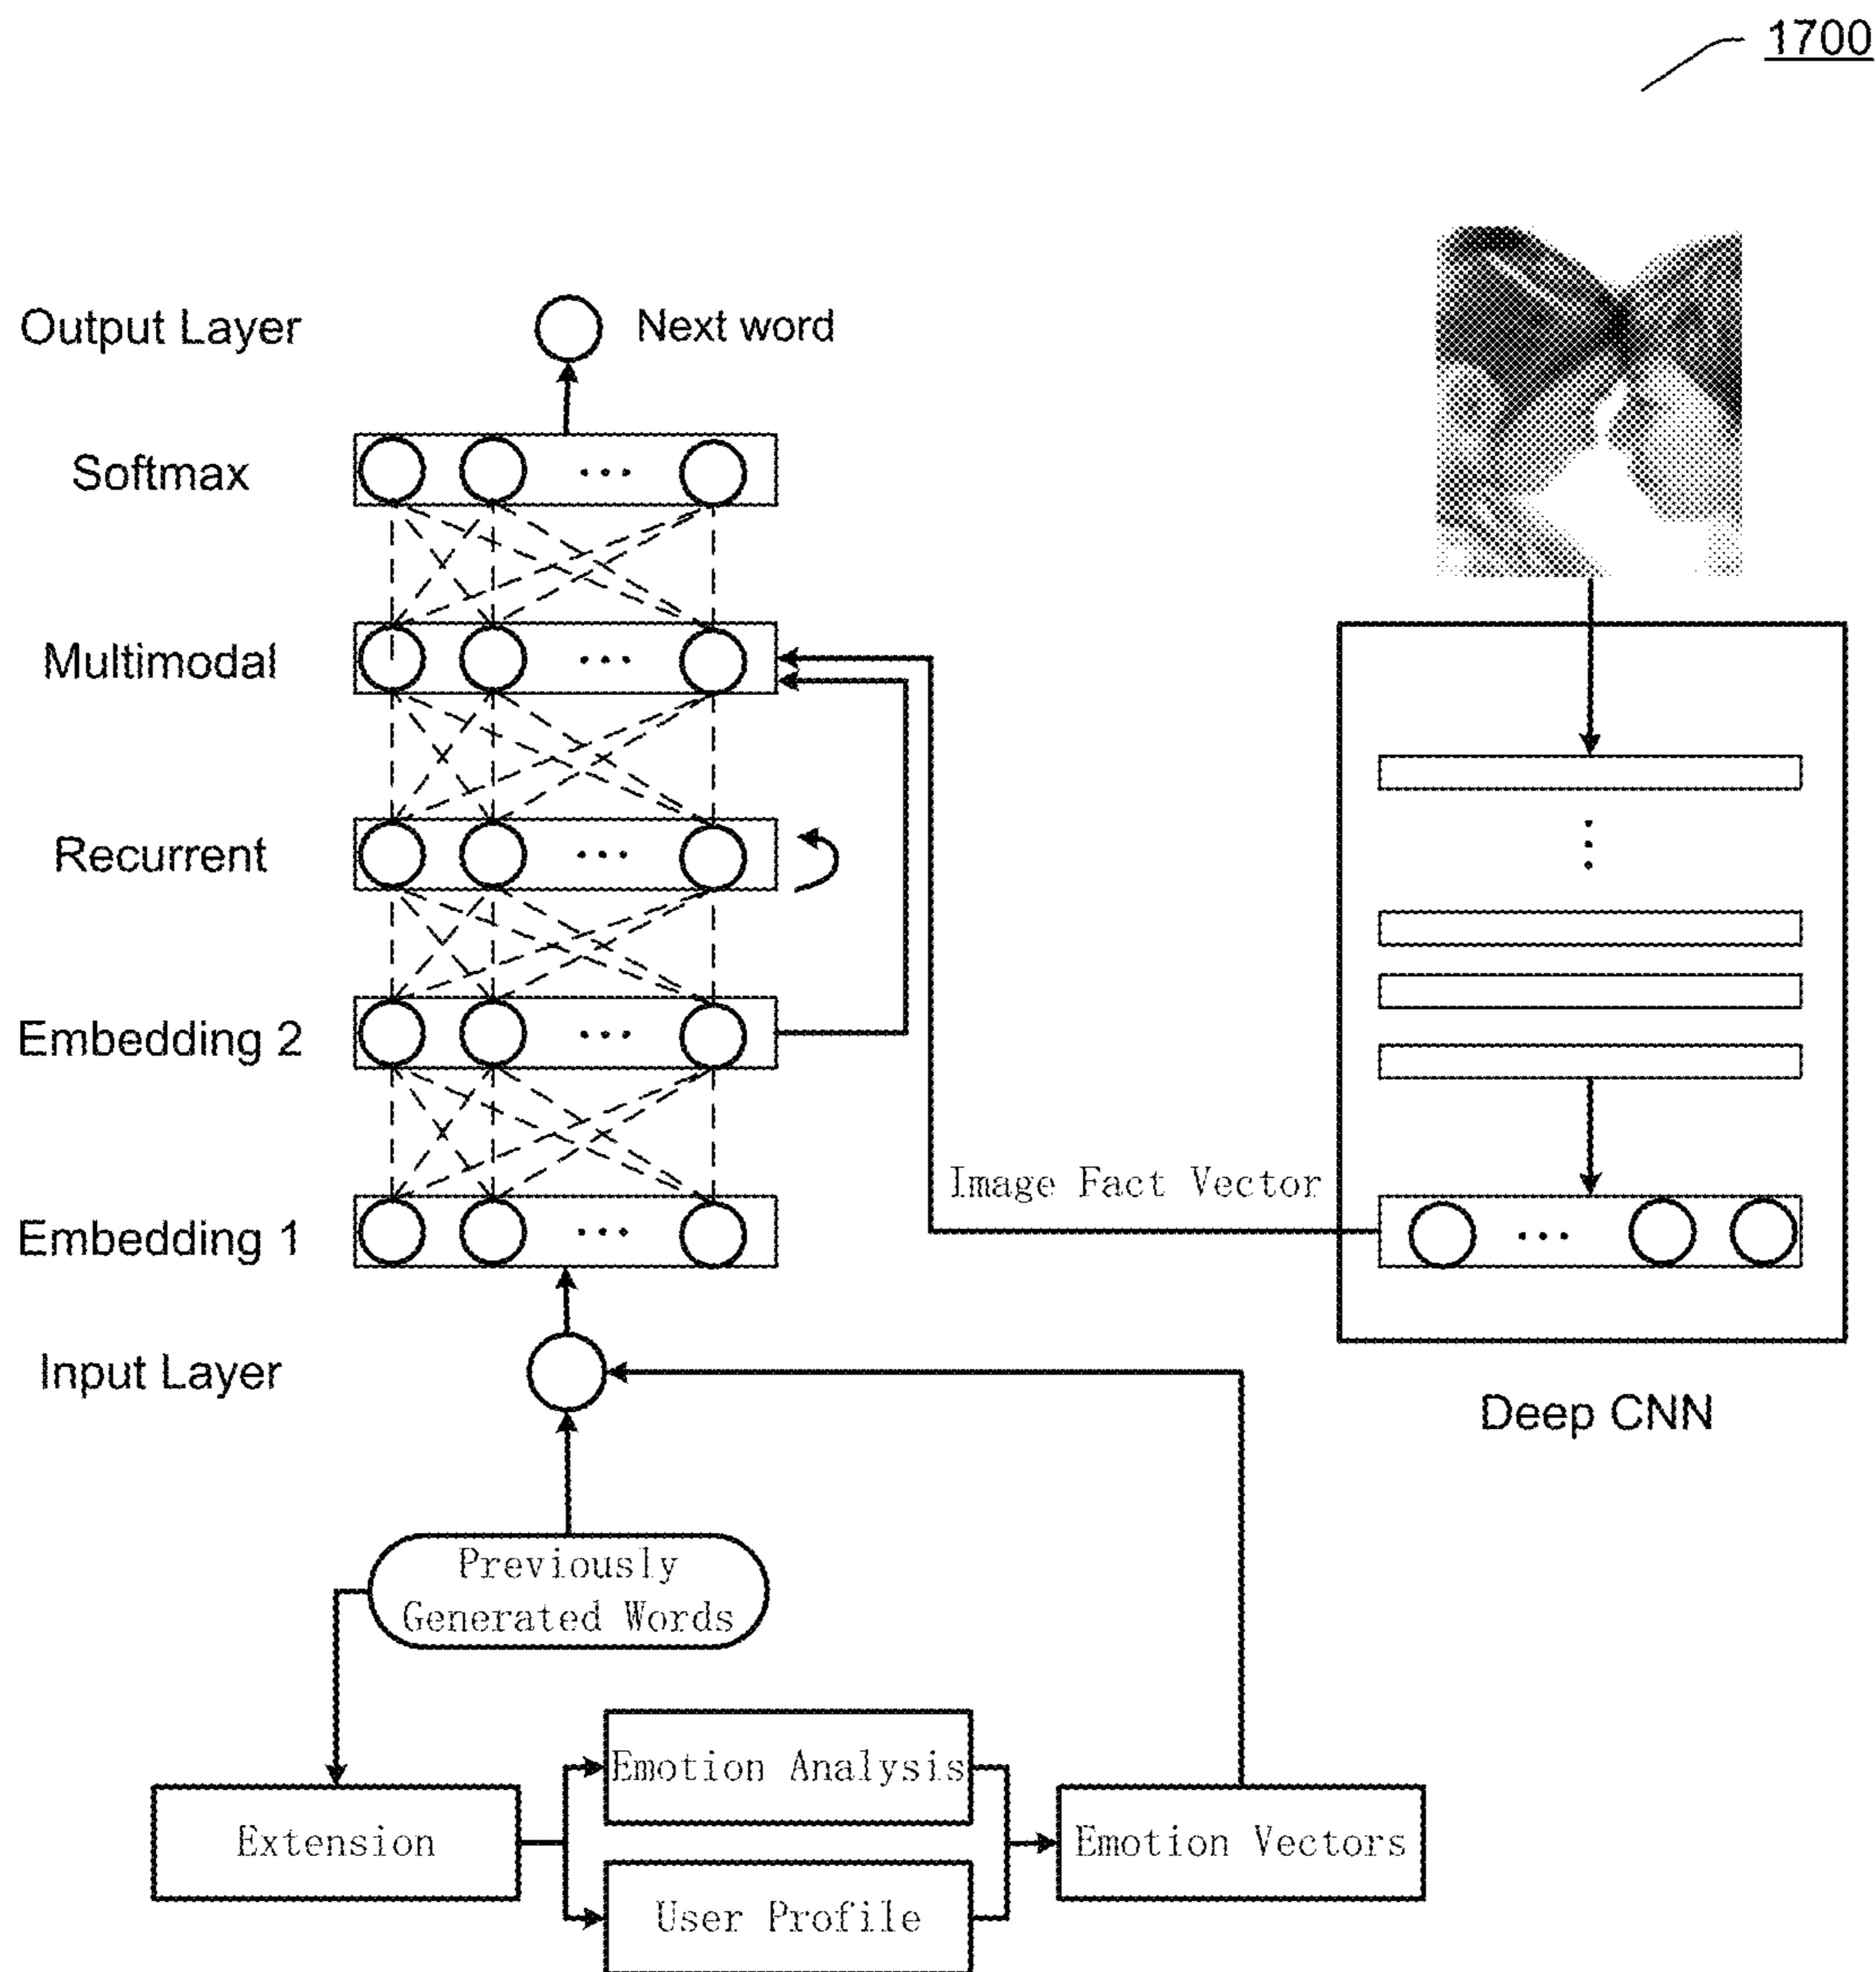 1700
Output Layer
Next word
Softmax
Multimodal
Recurrent
Embedding 2
Embedding 1
Image Fact Vector
Input Layer
Deep CNN
Previously
Generated Words
Emotion Analysis
Extension
Emotion Vectors
User Profile